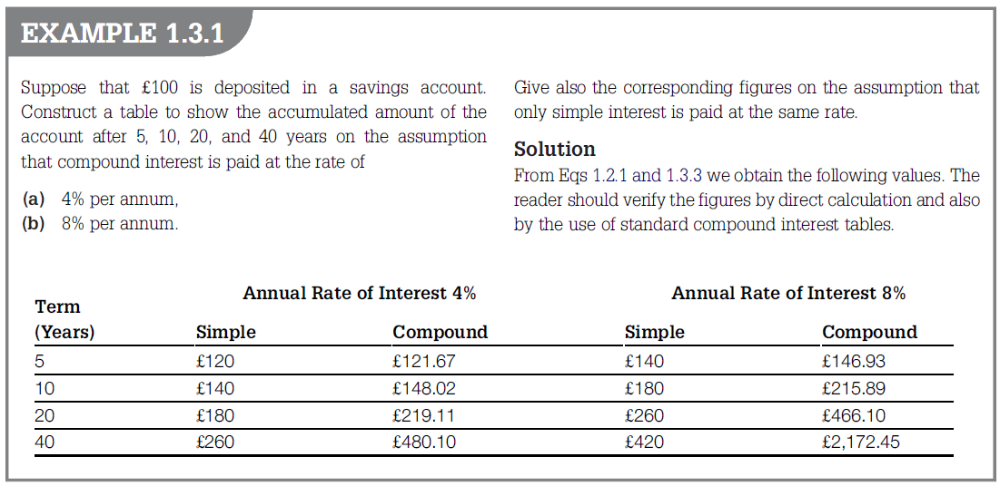 EXAMPLE 1.3.1
Suppose that £100 is deposited in a savings account.
Construct a table to show the accumulated amount of the
account after 5, 10, 20, and 40 years on the assumption
that compound interest is paid at the rate of
(a) 4% per annum,
(b) 8% per annum.
Give also the corresponding figures on the assumption that
only simple interest is paid at the same rate.
Solution
From Eqs 1.2.1 and 1.3.3 we obtain the following values. The
reader should verify the figures by direct calculation and also
by the use of standard compound interest tables.
Term
(Years)
Annual Rate of Interest 4%
Annual Rate of Interest 8%
Simple
Compound
Simple
Compound
5 £120 £121.67 £140 £146.93
10 £140 £148.02 £180 £215.89
20 £180 £219.11 £260 £466.10
40 £260 £480.10 £420 £2,172.45